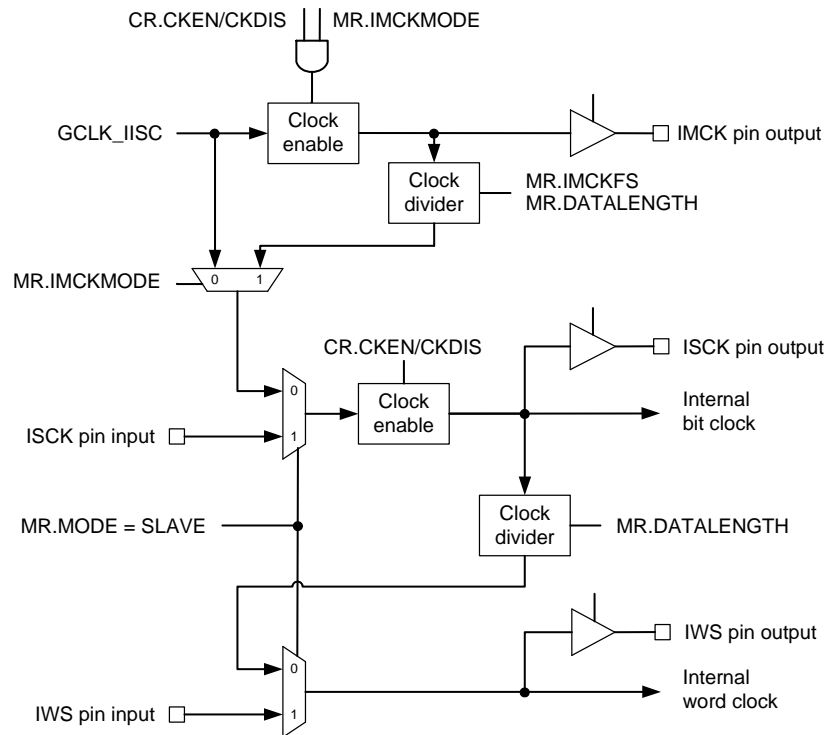 CR.CKEN/CKDIS MR.IMCKMODE
GCLK_IISC
Clock
enable
IMCK pin output
Clock
divider
MR.IMCKFS
MR.DATALENGTH
MR.IMCKMODE
0 1
CR.CKEN/CKDIS
ISCK pin output
0
Clock
enable
Internal
bit clock
ISCK pin input
1
MR.MODE = SLAVE
Clock
divider
MR.DATALENGTH
IWS pin output
0
Internal
word clock
IWS pin input
1